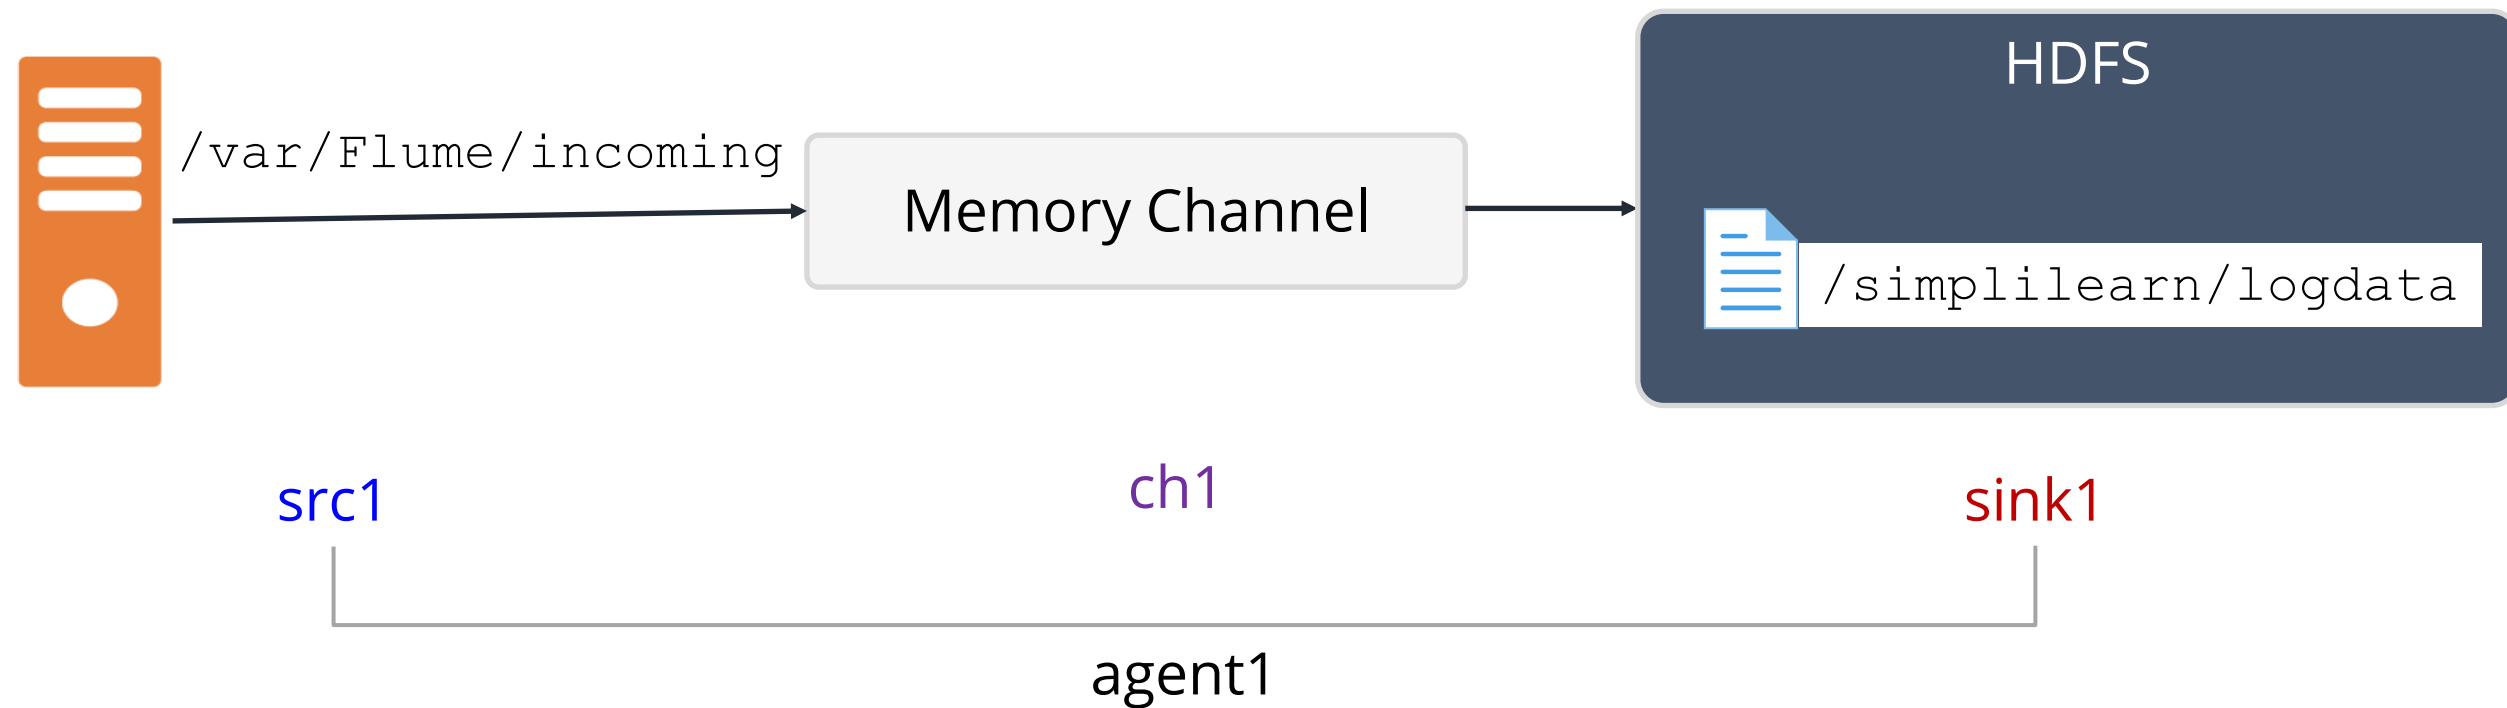 HDFS
/var/Flume/incoming
Memory Channel
/simplilearn/logdata
src1
ch1
sink1
agent1